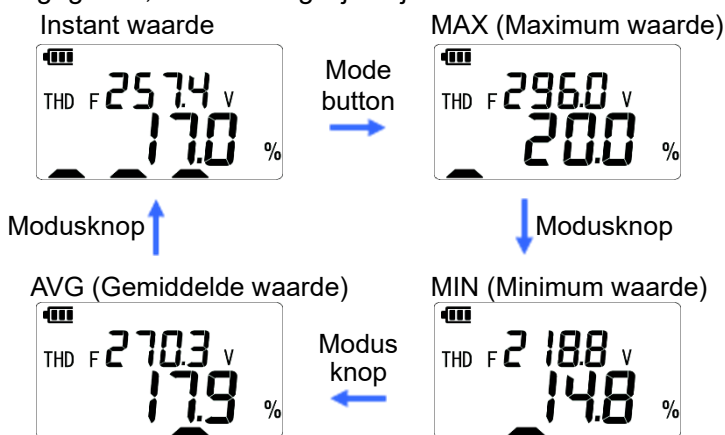 Instant waarde
MAX (Maximum waarde)
THD F 257.4 V
17.0 %
Mode
button
THD F 296.0 V
20.0 %
Modusknop
Modusknop
AVG (Gemiddelde waarde)
MIN (Minimum waarde)
THD F 270.3 V
17.9 %
Modus
knop
THD F 218.8 V
14.8 %